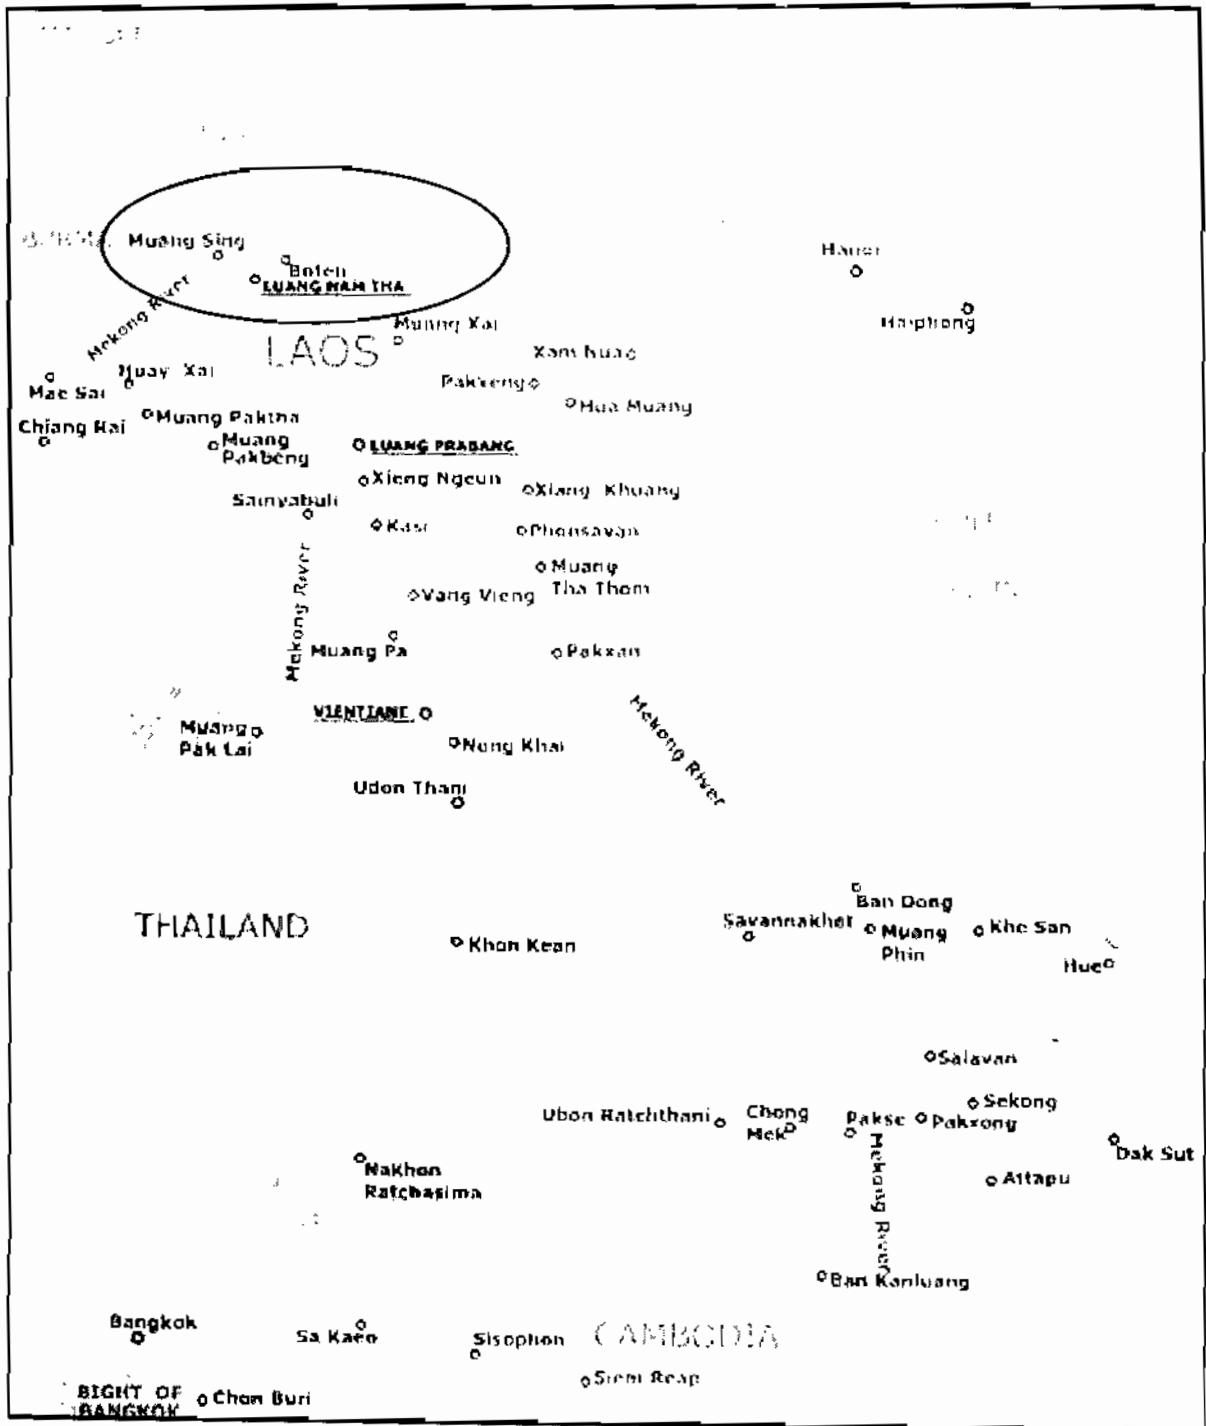 Muang Sing
Boten
LUANG NAM THA
Mekong River
Hanoi
Haiphong
Muang Xai
LAOS
Xam Nua
Huay Xai
Mae Sai
Pakxeng
Hua Muang
Muang Paktha
Chiang Rai
Muang
Pakbeng
LUANG PRABANG
Xieng Ngeun
Xiang Khuang
Sainyabuli
Kasi
Phonsavan
Mekong River
Muang
Tha Thom
Vang Vieng
Muang Pa
Pakxan
VIENTIANE
Mekong River
Muang
Pak Lai
Nong Khai
Udon Thani
THAILAND
Khon Kean
Savannakhet
Ban Dong
Muang
Phin
Khe San
Hue
Salavan
Sekong
Ubon Ratchthani
Chong
Mek
Pakse
Pakxong
Mekong River
Dak Sut
Attapu
Nakhon
Ratchasima
Ban Kanluang
Bangkok
Sa Kaeo
Sisophon
CAMBODIA
Siem Reap
BIGHT OF
BANGKOK
Chon Buri